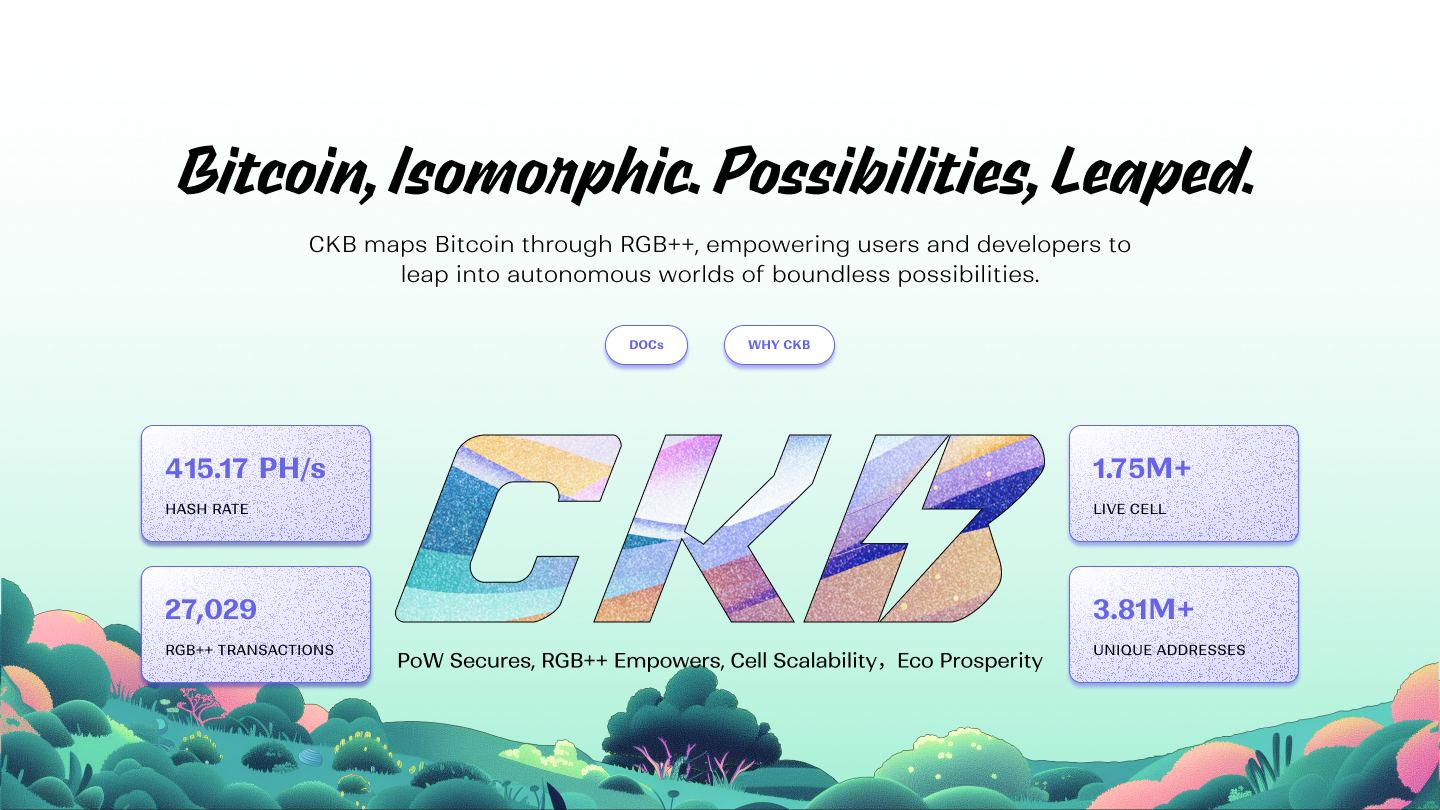 Bitcoin, Isomorphic. Possibilities, Leaped.
CKB maps Bitcoin through RGB++, empowering users and developers to
leap into autonomous worlds of boundless possibilities.
DOCs
WHY CKB
415.17 PH/s
HASH RATE
27,029
RGB++ TRANSACTIONS
CKB
PoW Secures, RGB++ Empowers, Cell Scalability，Eco Prosperity
1.75M+
LIVE CELL
3.81M+
UNIQUE ADDRESSES